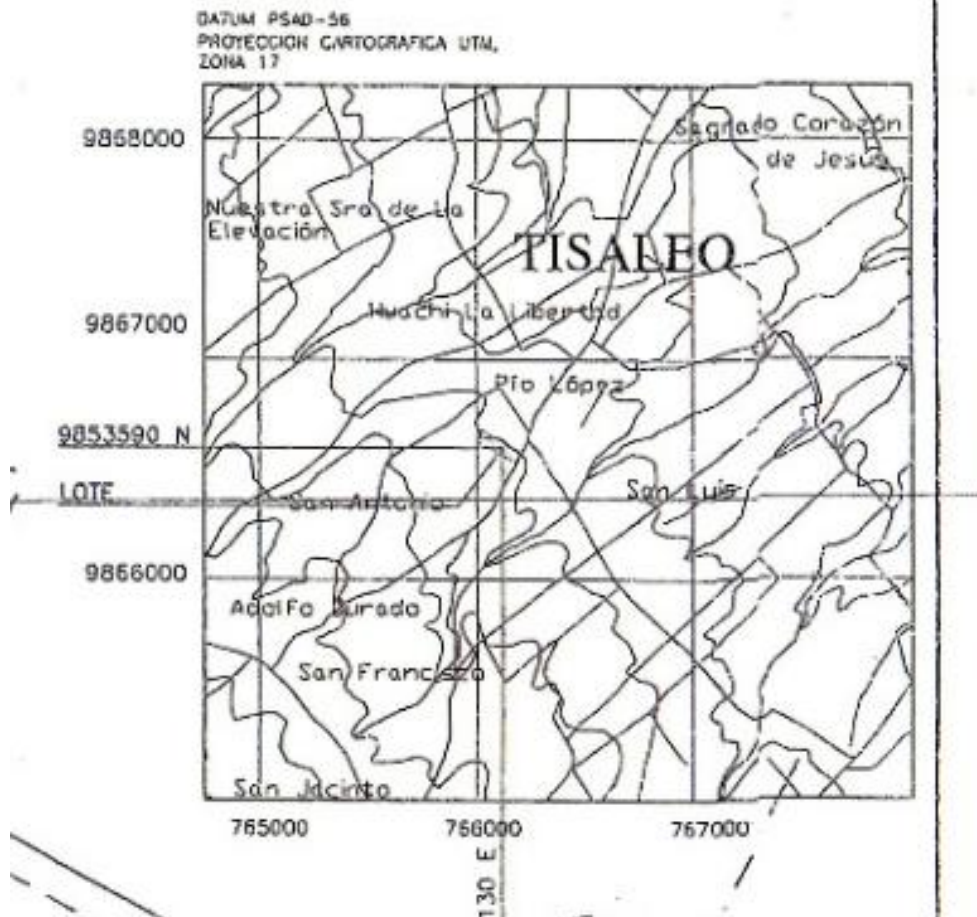 DATUM PSAD-56
PROYECCION CARTOGRAFICA UTM.
ZONA 17
9868000
Sagrado Corazón
de Jesus
Nuestra Sra de La
Elevación
TISALEO
9867000
Huachi La Libertad
Pío López
9853590 N
LOTE
San Antonio
San Luis
9866000
Adolfo Jurado
San Francisco
San Jacinto
765000
766000
767000
130 E